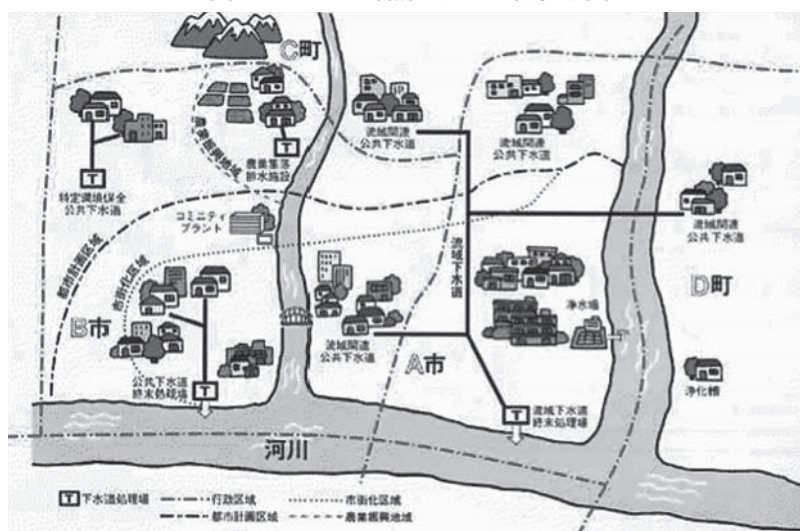 C町
農業振興地域
流域関連
公共下水道
流域関連
公共下水道
農業集落
排水施設
特定環境保全
公共下水道
コミニティ
プラント
流域関連
公共下水道
都市計画区域
市街化区域
流域下水道
D町
B市
浄水場
流域関連
公共下水道
A市
公共下水道
終末処理場
浄化槽
流域下水道
終末処理場
河川
T 下水道処理場
行政区域
市街化区域
都市計画区域
農業振興地域